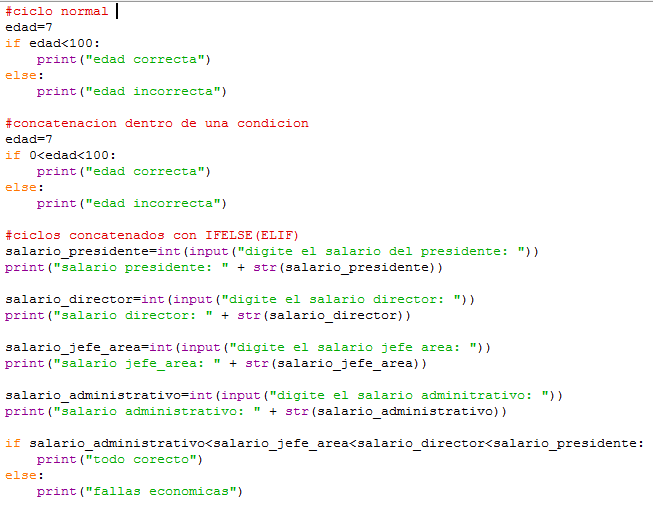 #ciclo normal
edad=7
if edad<100:
    print("edad correcta")
else:
    print("edad incorrecta")

#concatenacion dentro de una condicion
edad=7
if 0<edad<100:
    print("edad correcta")
else:
    print("edad incorrecta")

#ciclos concatenados con IFELSE(ELIF)
salario_presidente=int(input("digite el salario del presidente: "))
print("salario presidente: " + str(salario_presidente))

salario_director=int(input("digite el salario director: "))
print("salario director: " + str(salario_director))

salario_jefe_area=int(input("digite el salario jefe area: "))
print("salario jefe_area: " + str(salario_jefe_area))

salario_administrativo=int(input("digite el salario adminitrativo: "))
print("salario administrativo: " + str(salario_administrativo))

if salario_administrativo<salario_jefe_area<salario_director<salario_presidente:
    print("todo corecto")
else:
    print("fallas economicas")